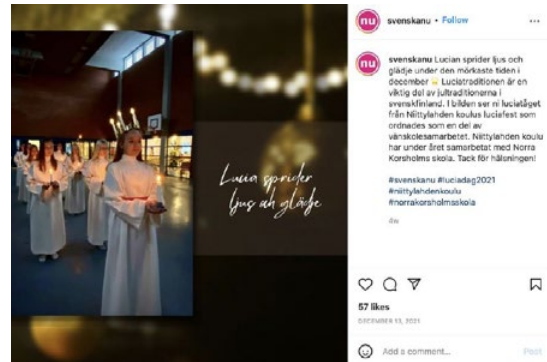 Lucia sprider
ljus och glädje
nu
svenskanu • Follow
nu
svenskanu Lucian sprider ljus och
glädje under den mörkaste tiden i
december Luciatraditionen är en
viktig del av jultraditionerna i
svenskfinland. I bilden ser ni luciatåget
från Niittylahden koulus luciafest som
ordnades som en del av
vänskolesamarbetet. Niittylahden koulu
har under året samarbetat med Norra
Korsholms skola. Tack för hälsningen!
#svenskanu #luciadag2021
#niittylahdenkoulu
#norrakorsholmsskola
4w
57 likes
DECEMBER 13, 2021
Add a comment...
Post